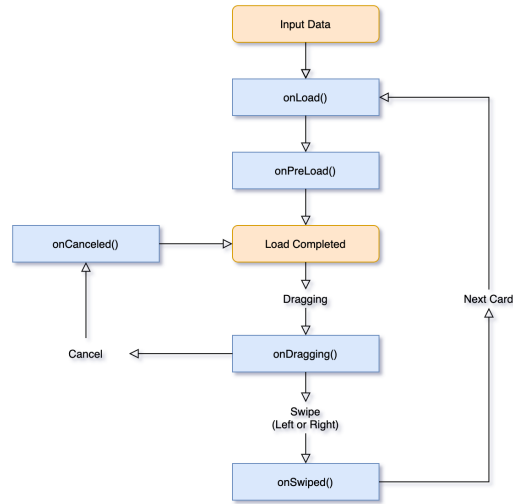 Input Data
onLoad()
onPreLoad()
onCanceled()
Load Completed
Dragging
Next Card
Cancel
onDragging()
Swipe
(Left or Right)
onSwiped()